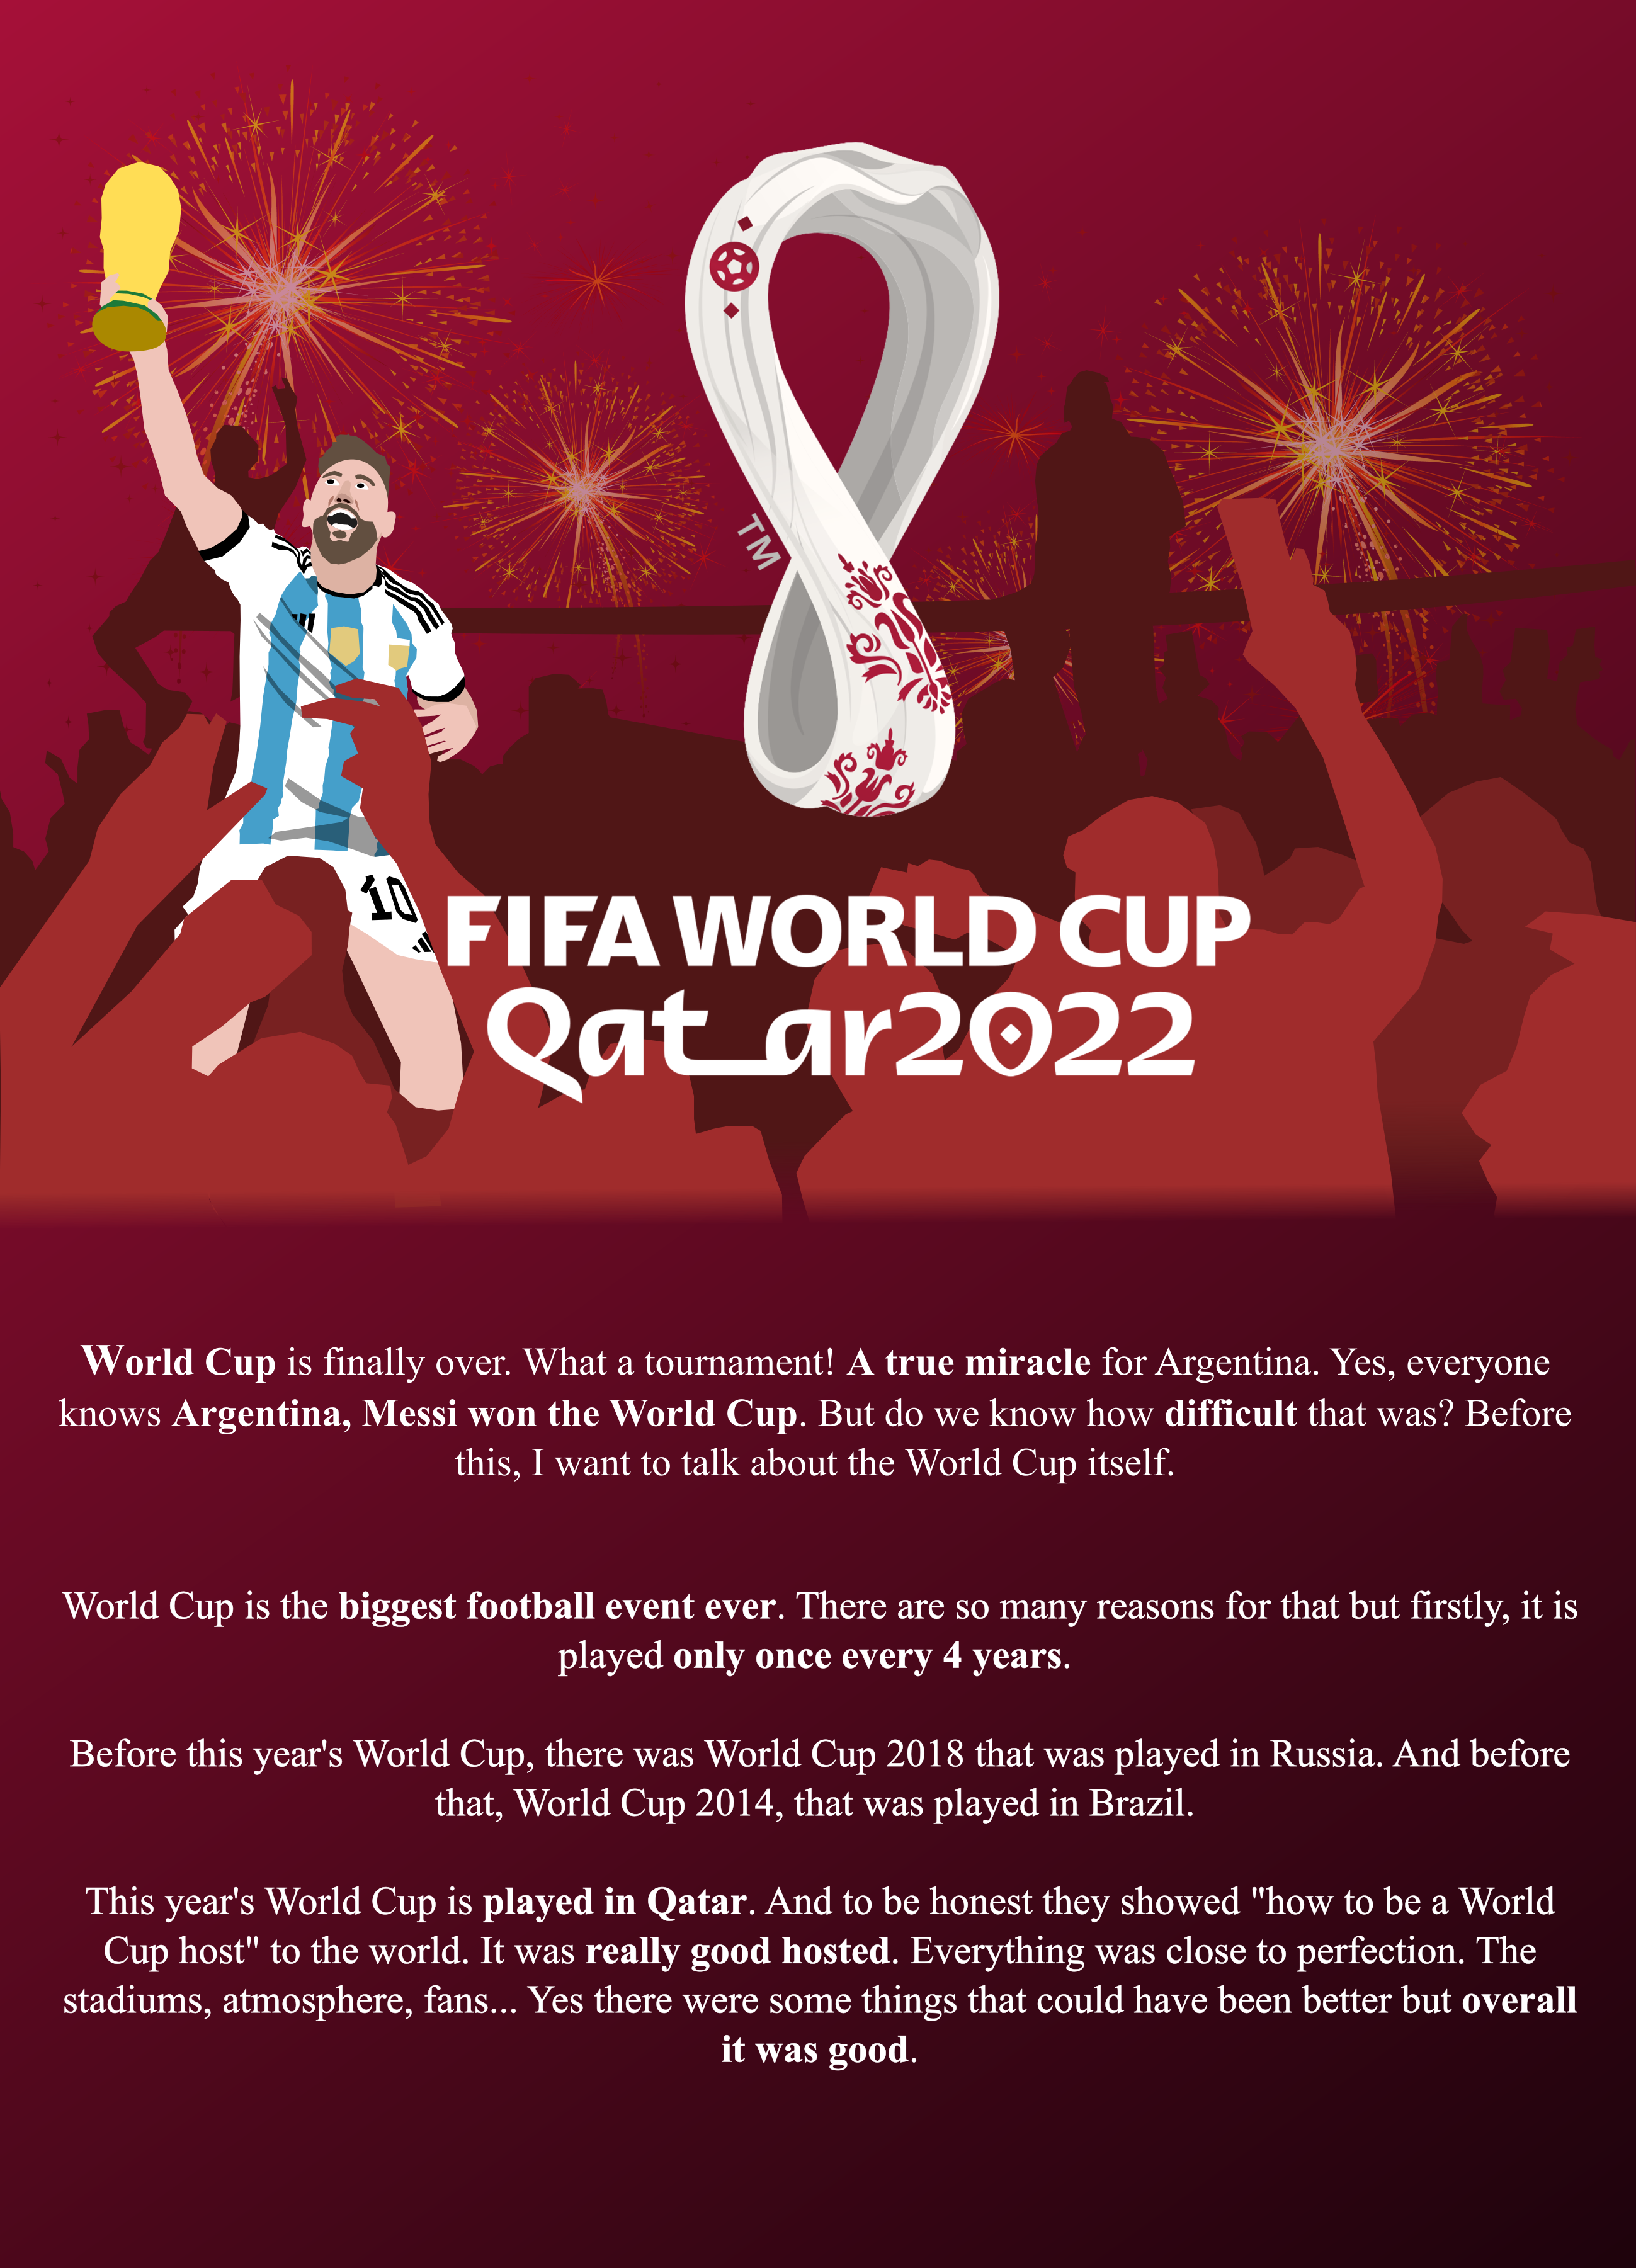 TM
10
FIFA WORLD CUP
Qatar2022
World Cup is finally over. What a tournament! A true miracle for Argentina. Yes, everyone
knows Argentina, Messi won the World Cup. But do we know how difficult that was? Before
this, I want to talk about the World Cup itself.
World Cup is the biggest football event ever. There are so many reasons for that but firstly, it is
played only once every 4 years.
Before this year's World Cup, there was World Cup 2018 that was played in Russia. And before
that, World Cup 2014, that was played in Brazil.
This year's World Cup is played in Qatar. And to be honest they showed "how to be a World
Cup host" to the world. It was really good hosted. Everything was close to perfection. The
stadiums, atmosphere, fans... Yes there were some things that could have been better but overall
it was good.